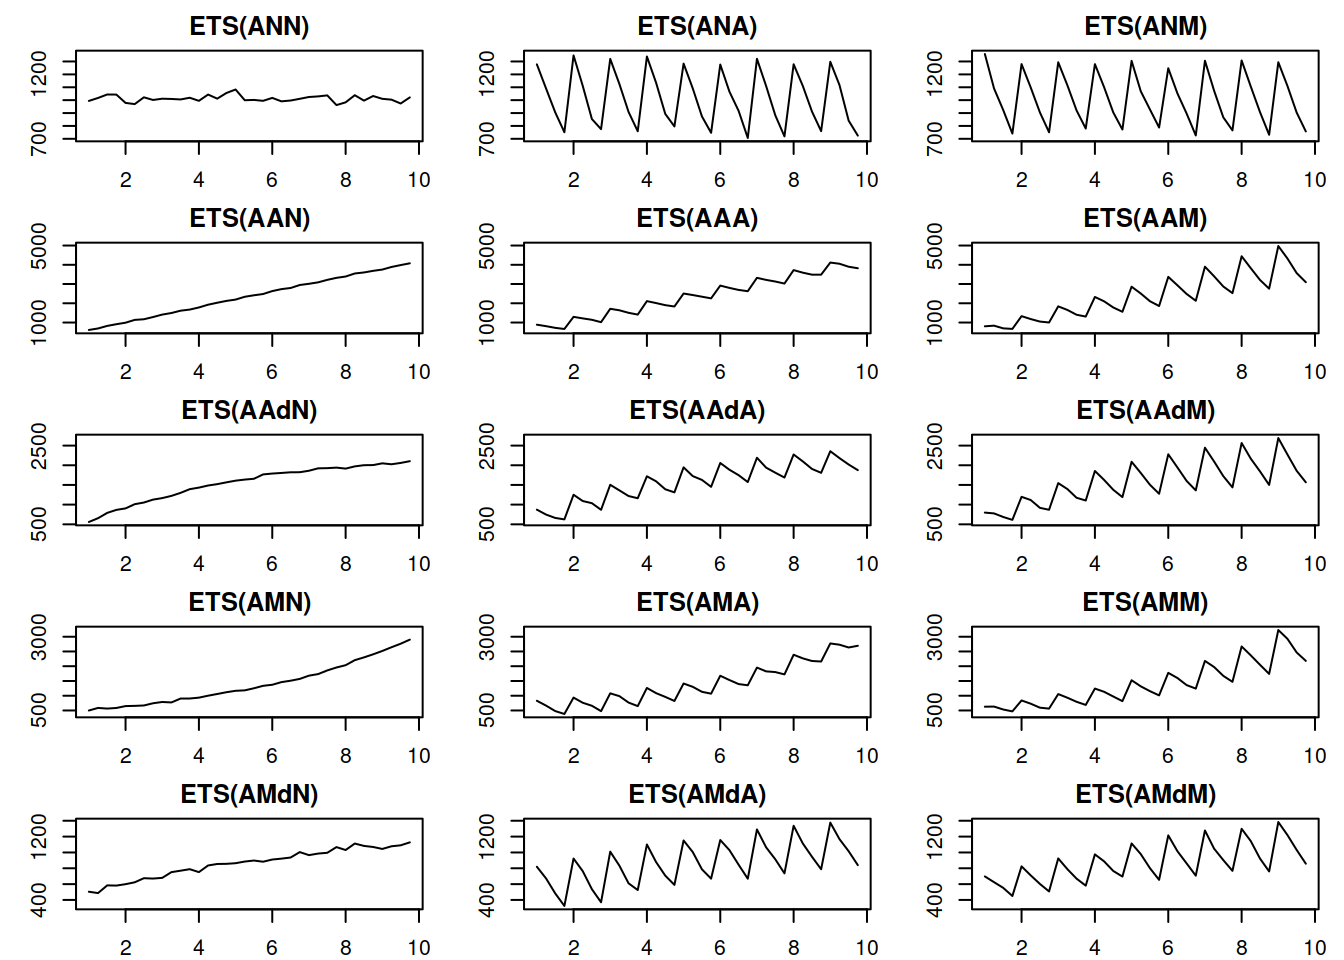 ETS(ANN) ETS(ANA) ETS(ANM)
1200 1200 1200
700 700 700
2 4 6 8 10 2 4 6 8 10 2 4 6 8 10
ETS(AAN) ETS(AAA) ETS(AAM)
5000 5000 5000
1000 1000 1000
2 4 6 8 10 2 4 6 8 10 2 4 6 8 10
ETS(AAdN) ETS(AAdA) ETS(AAdM)
2500 2500 2500
500 500 500
2 4 6 8 10 2 4 6 8 10 2 4 6 8 10
ETS(AMN) ETS(AMA) ETS(AMM)
3000 3000 3000
500 500 500
2 4 6 8 10 2 4 6 8 10 2 4 6 8 10
ETS(AMdN) ETS(AMdA) ETS(AMdM)
1200 1200 1200
400 400 400
2 4 6 8 10 2 4 6 8 10 2 4 6 8 10